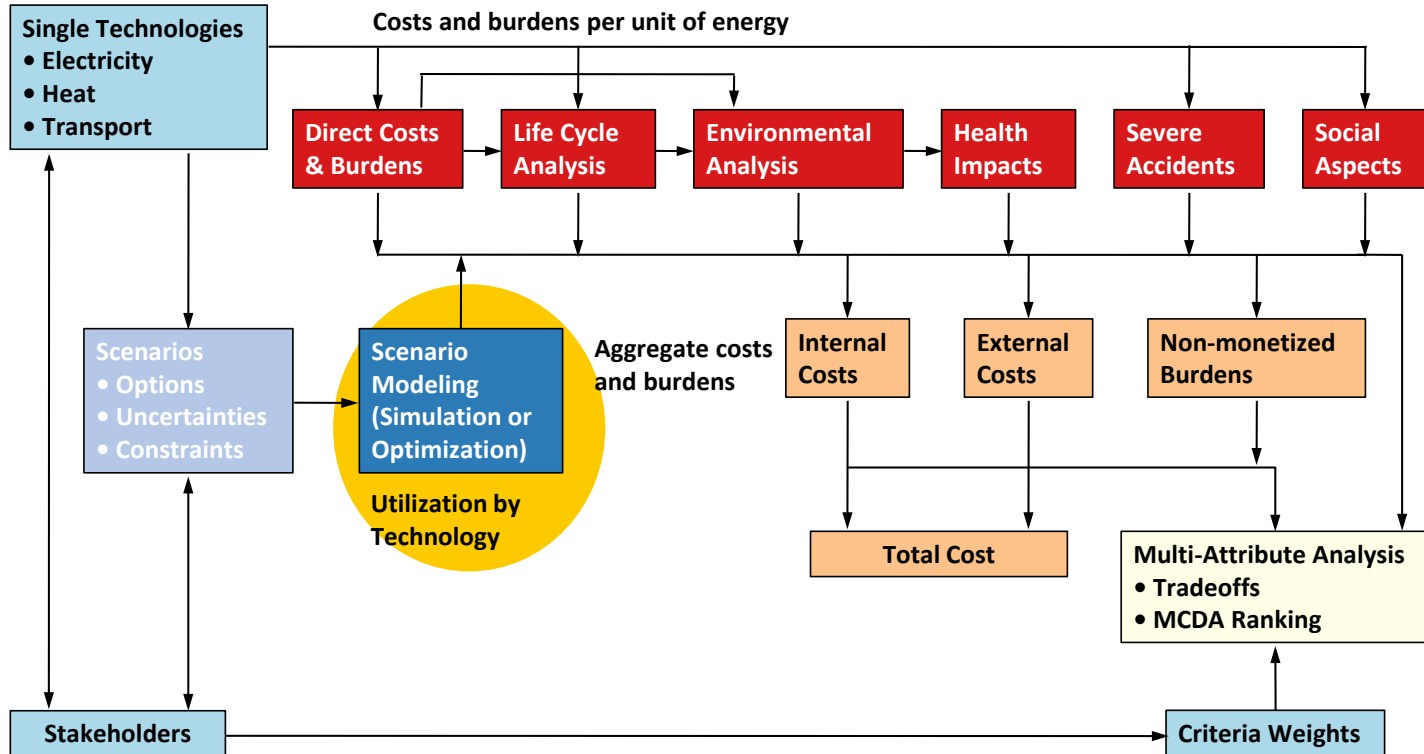 Costs and burdens per unit of energy
Single Technologies
• Electricity
• Heat
• Transport
Direct Costs
& Burdens
Life Cycle
Analysis
Environmental
Analysis
Health
Impacts
Severe
Accidents
Social
Aspects
Scenarios
• Options
• Uncertainties
• Constraints
Scenario
Modeling
(Simulation or
Optimization)
Utilization by
Technology
Aggregate costs
and burdens
Internal
Costs
External
Costs
Non-monetized
Burdens
Total Cost
Multi-Attribute Analysis
• Tradeoffs
• MCDA Ranking
Stakeholders
Criteria Weights